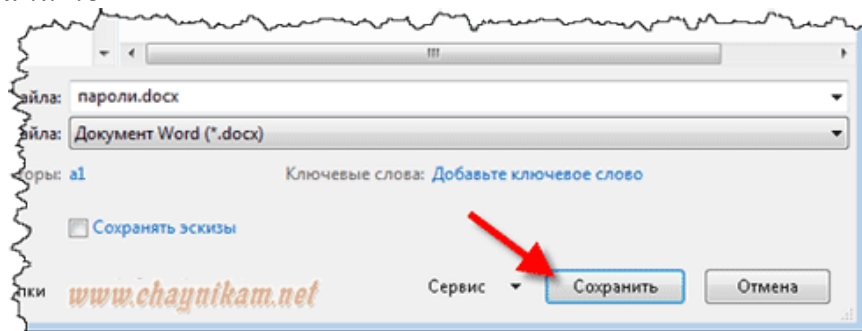 айла: пароли.docx
айла: Документ Word (*.docx)
торы: a1 Ключевые слова: Добавьте ключевое слово
Сохранять эскизы
пки www.chaynikam.net Сервис Сохранить Отмена